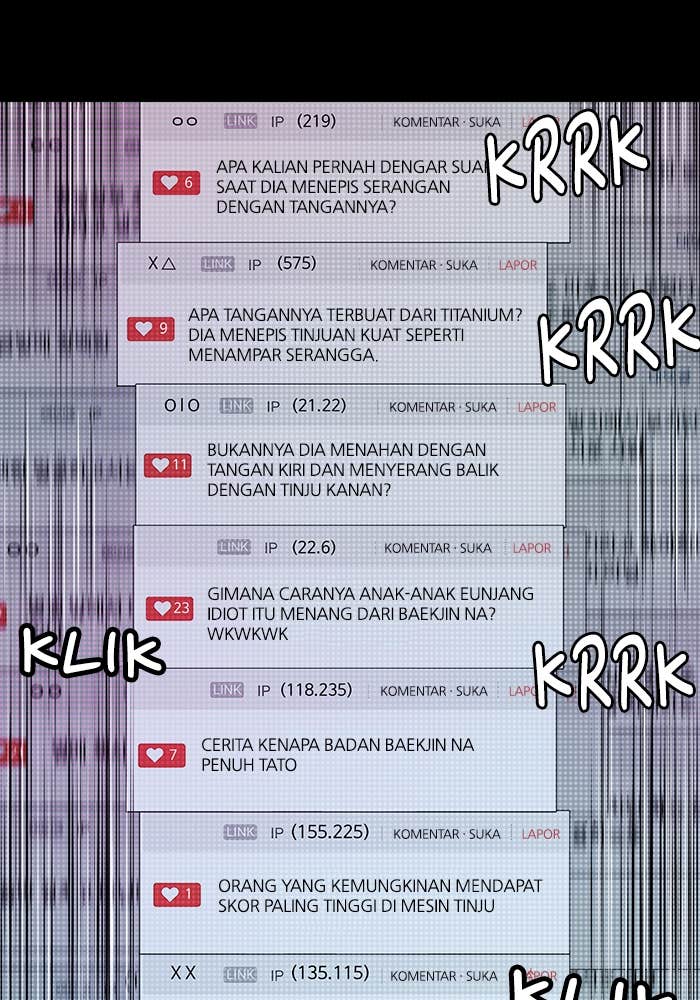 OO LINK IP (219) KOMENTAR · SUKA
KRRK
APA KALIAN PERNAH DENGAR
6 SAAT DIA MENEPIS SERANGAN
DENGAN TANGANNYA?
X△ LINK IP (575) KOMENTAR · SUKA LAPOR
APA TANGANNYA TERBUAT DARI TITANIUM?
9 DIA MENEPIS TINJUAN KUAT SEPERTI
MENAMPAR SERANGGA.
KRRK
OIO LINK IP (21.22) KOMENTAR · SUKA LAPOR
BUKANNYA DIA MENAHAN DENGAN
11 TANGAN KIRI DAN MENYERANG BALIK
DENGAN TINJU KANAN?
LINK IP (22.6) KOMENTAR · SUKA LAPOR
GIMANA CARANYA ANAK-ANAK EUNJANG
23 IDIOT ITU MENANG DARI BAEKJIN NA?
WKWKWK
KLIK
KRRK
LINK IP (118.235) KOMENTAR · SUKA
CERITA KENAPA BADAN BAEKJIN NA
7 PENUH TATO
LINK IP (155.225) KOMENTAR · SUKA LAPOR
ORANG YANG KEMUNGKINAN MENDAPAT
1 SKOR PALING TINGGI DI MESIN TINJU
XX LINK IP (135.115) KOMENTAR · SUKA
KLIK